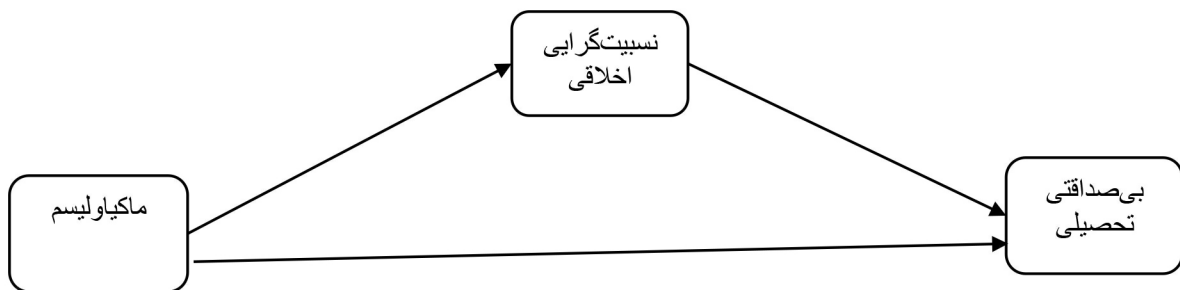 نسبیت‌گرایی
اخلاقی
ماکیاولیسم
بی‌صداقتی
تحصیلی